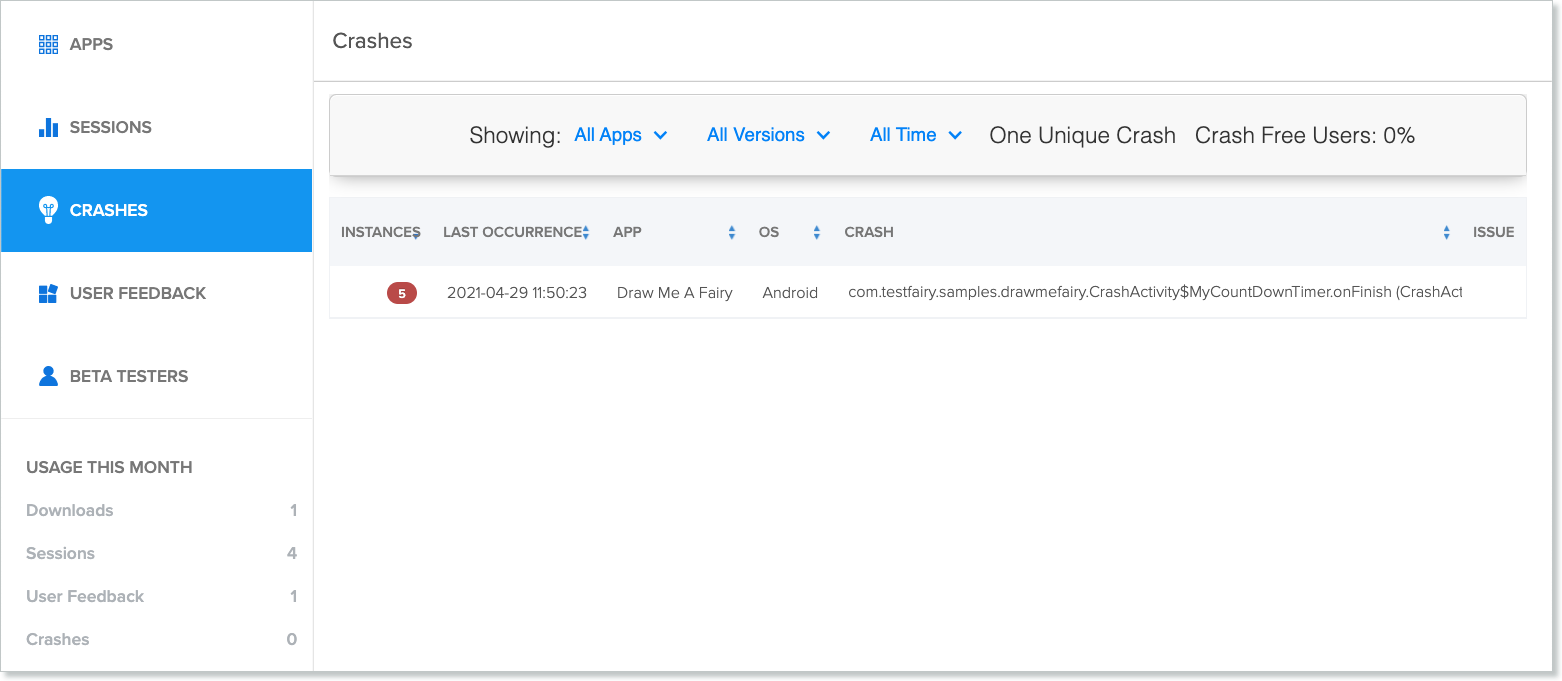 APPS
SESSIONS
CRASHES
USER FEEDBACK
BETA TESTERS
USAGE THIS MONTH
Downloads 1
Sessions 4
User Feedback 1
Crashes 0
Crashes
Showing: All Apps All Versions All Time One Unique Crash Crash Free Users: 0%
INSTANCES LAST OCCURRENCE APP OS CRASH ISSUE
5 2021-04-29 11:50:23 Draw Me A Fairy Android com.testfairy.samples.drawmefairy.CrashActivity$MyCountDownTimer.onFinish (CrashAct